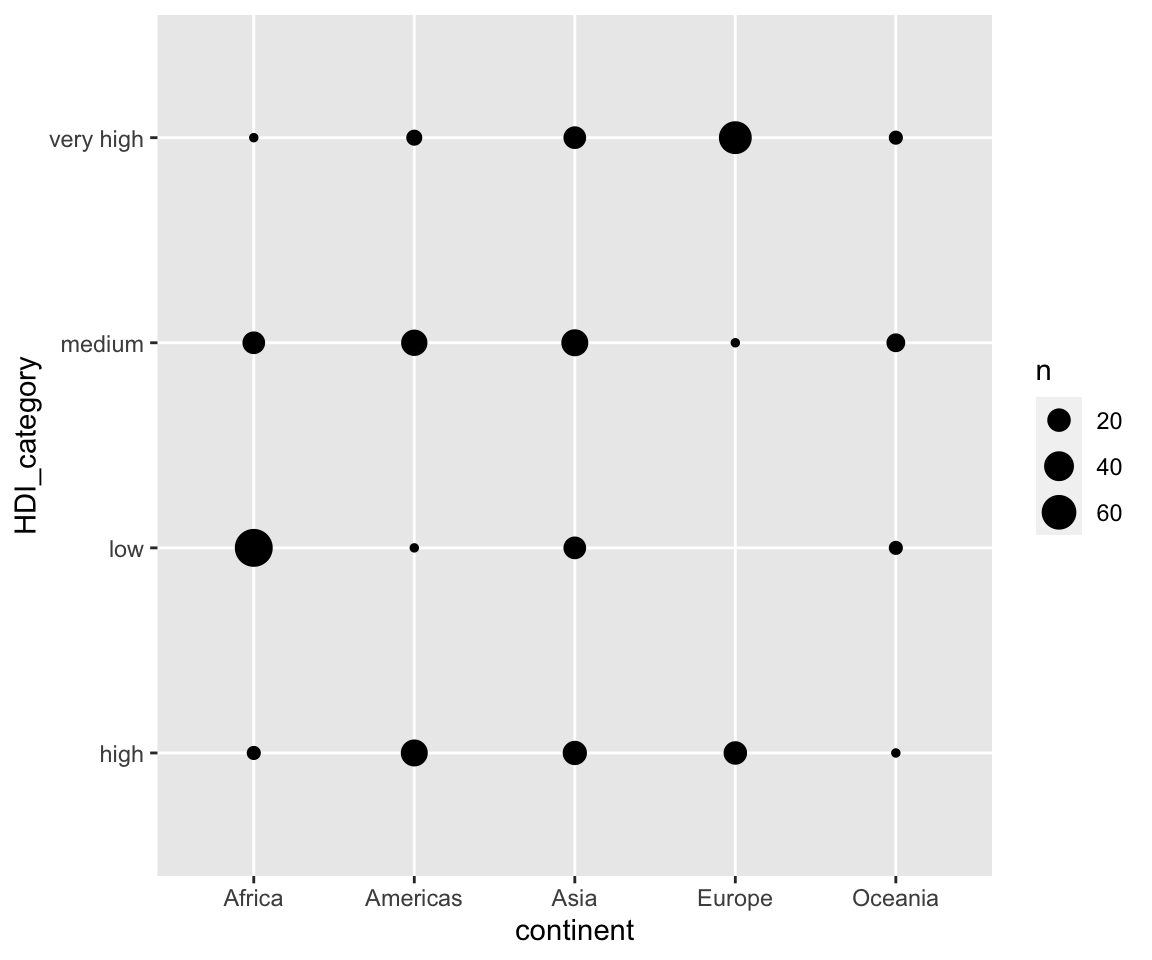 very high
medium
low
high
HDI_category
Africa
Americas
Asia
Europe
Oceania
continent
n
20
40
60